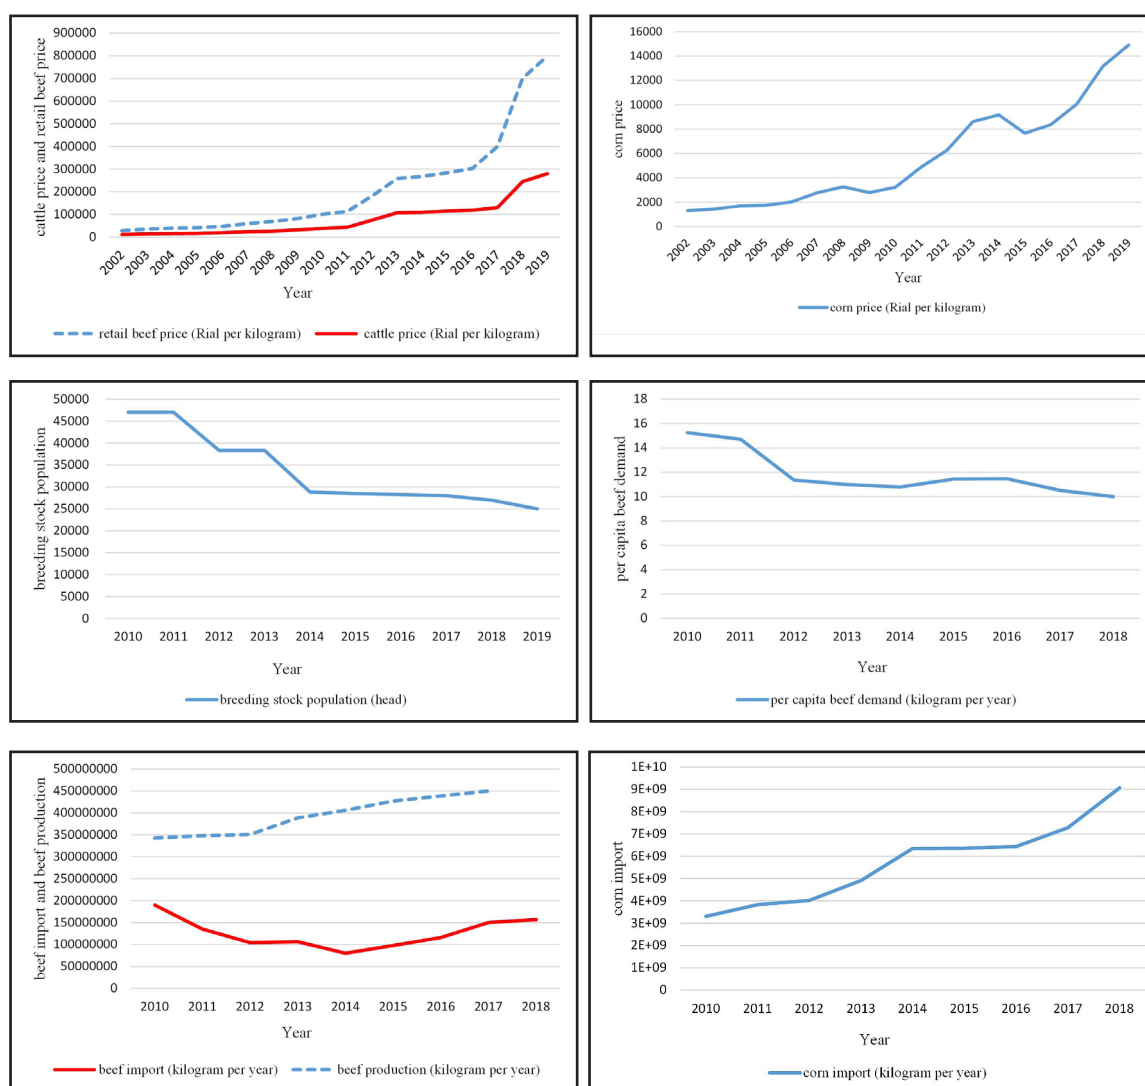 900000
800000
700000
600000
500000
400000
300000
200000
100000
0
cattle price and retail beef price
2002 2003 2004 2005 2006 2007 2008 2009 2010 2011 2012 2013 2014 2015 2016 2017 2018 2019
Year
retail beef price (Rial per kilogram) cattle price (Rial per kilogram)
16000
14000
12000
10000
8000
6000
4000
2000
0
corn price
2002 2003 2004 2005 2006 2007 2008 2009 2010 2011 2012 2013 2014 2015 2016 2017 2018 2019
Year
corn price (Rial per kilogram)
50000
45000
40000
35000
30000
25000
20000
15000
10000
5000
0
breeding stock population
2010 2011 2012 2013 2014 2015 2016 2017 2018 2019
Year
breeding stock population (head)
18
16
14
12
10
8
6
4
2
0
per capita beef demand
2010 2011 2012 2013 2014 2015 2016 2017 2018
Year
per capita beef demand (kilogram per year)
500000000
450000000
400000000
350000000
300000000
250000000
200000000
150000000
100000000
50000000
0
beef import and beef production
2010 2011 2012 2013 2014 2015 2016 2017 2018
Year
beef import (kilogram per year) beef production (kilogram per year)
1E+10
9E+09
8E+09
7E+09
6E+09
5E+09
4E+09
3E+09
2E+09
1E+09
0
corn import
2010 2011 2012 2013 2014 2015 2016 2017 2018
Year
corn import (kilogram per year)